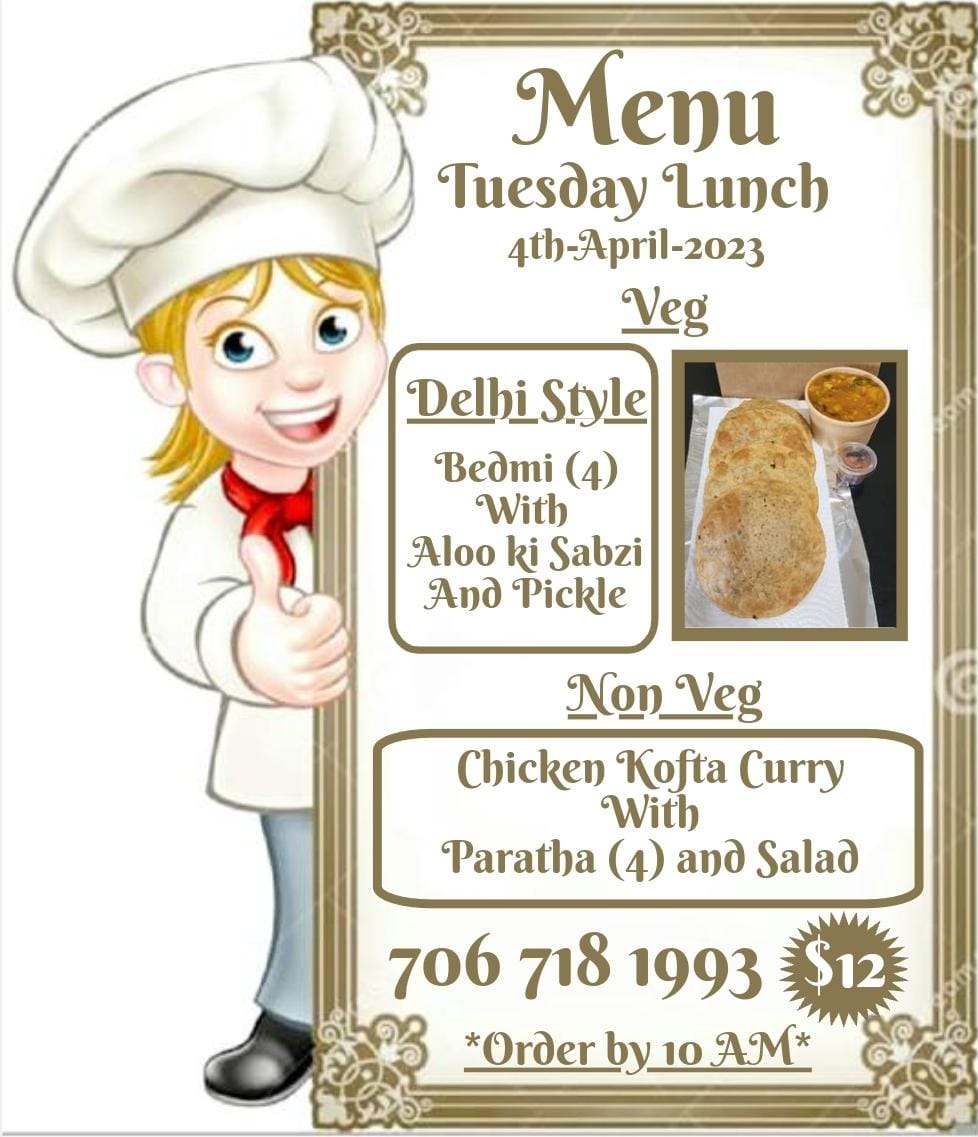 Menu
Tuesday Lunch
4th-April-2023
Veg
Delhi Style
Bedmi (4)
With
Aloo ki Sabzi
And Pickle
Non Veg
Chicken Kofta Curry
With
Paratha (4) and Salad
706 718 1993
$12
*Order by 10 AM*